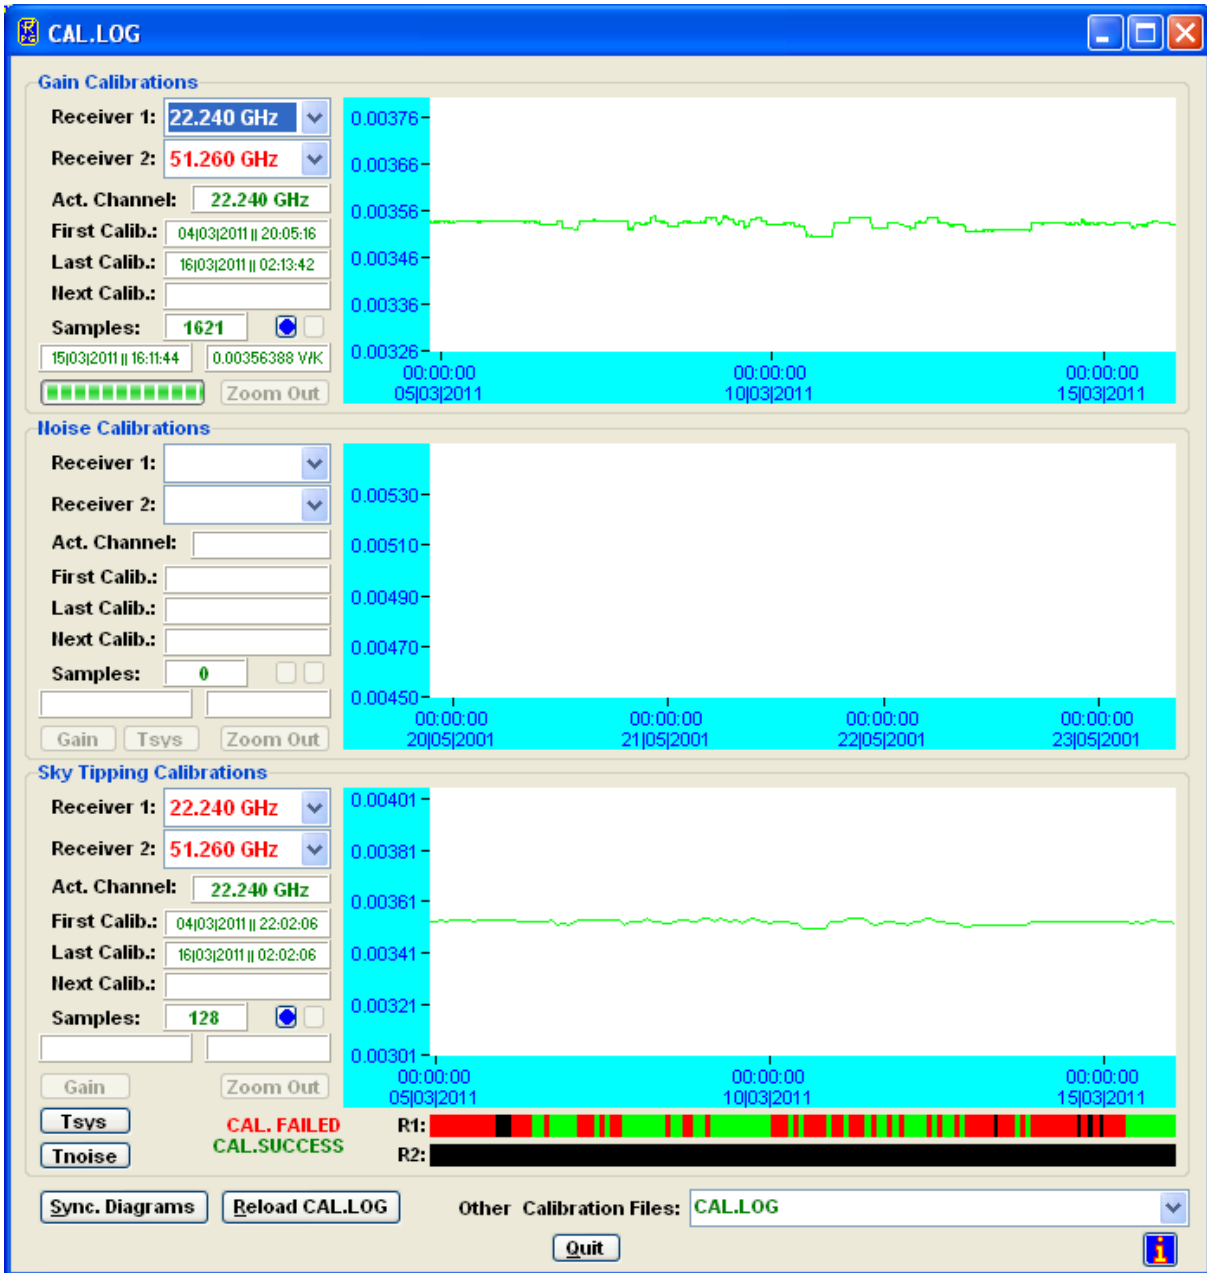 CAL.LOG
Gain Calibrations
Receiver 1: 22.240 GHz
Receiver 2: 51.260 GHz
Act. Channel: 22.240 GHz
First Calib.: 04|03|2011 || 20:05:16
Last Calib.: 16|03|2011 || 02:13:42
Next Calib.:
Samples: 1621
15|03|2011 || 16:11:44 0.00356388 V/K
Zoom Out
0.00376
0.00366
0.00356
0.00346
0.00336
0.00326
00:00:00 00:00:00 00:00:00
05|03|2011 10|03|2011 15|03|2011
Noise Calibrations
Receiver 1:
Receiver 2:
Act. Channel:
First Calib.:
Last Calib.:
Next Calib.:
Samples: 0
Gain Tsys Zoom Out
0.00530
0.00510
0.00490
0.00470
0.00450
00:00:00 00:00:00 00:00:00 00:00:00
20|05|2001 21|05|2001 22|05|2001 23|05|2001
Sky Tipping Calibrations
Receiver 1: 22.240 GHz
Receiver 2: 51.260 GHz
Act. Channel: 22.240 GHz
First Calib.: 04|03|2011 || 22:02:06
Last Calib.: 16|03|2011 || 02:02:06
Next Calib.:
Samples: 128
Gain Zoom Out
Tsys
Tnoise
CAL. FAILED
CAL.SUCCESS
0.00401
0.00381
0.00361
0.00341
0.00321
0.00301
00:00:00 00:00:00 00:00:00
05|03|2011 10|03|2011 15|03|2011
R1:
R2:
Sync. Diagrams Reload CAL.LOG Other Calibration Files: CAL.LOG
Quit
i